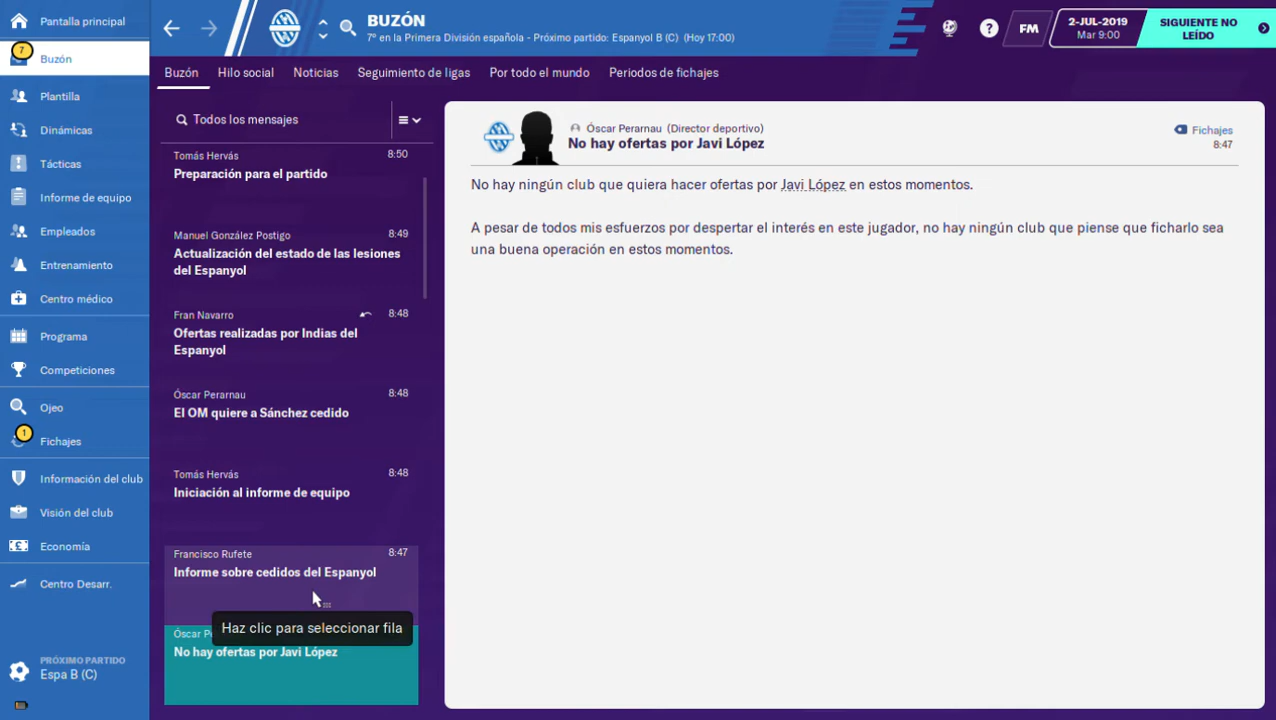 Pantalla principal
7
Buzón
Plantilla
Dinámicas
Tácticas
Informe de equipo
Empleados
Entrenamiento
Centro médico
Programa
Competiciones
Ojeo
1
Fichajes
Información del club
Visión del club
Economía
Centro Desarr.
PRÓXIMO PARTIDO
Espa B (C)
BUZÓN
7º en la Primera División española - Próximo partido: Espanyol B (C) (Hoy 17:00)
?
FM
2-JUL-2019
Mar 9:00
SIGUIENTE NO
LEÍDO
Buzón Hilo social Noticias Seguimiento de ligas Por todo el mundo Periodos de fichajes
Todos los mensajes
Tomás Hervás 8:50
Preparación para el partido
Manuel González Postigo 8:49
Actualización del estado de las lesiones
del Espanyol
Fran Navarro 8:48
Ofertas realizadas por Indias del
Espanyol
Óscar Perarnau 8:48
El OM quiere a Sánchez cedido
Tomás Hervás 8:48
Iniciación al informe de equipo
Francisco Rufete 8:47
Informe sobre cedidos del Espanyol
Haz clic para seleccionar fila
Óscar P
No hay ofertas por Javi López
Óscar Perarnau (Director deportivo)
No hay ofertas por Javi López
Fichajes
8:47
No hay ningún club que quiera hacer ofertas por Javi López en estos momentos.
A pesar de todos mis esfuerzos por despertar el interés en este jugador, no hay ningún club que piense que ficharlo sea
una buena operación en estos momentos.